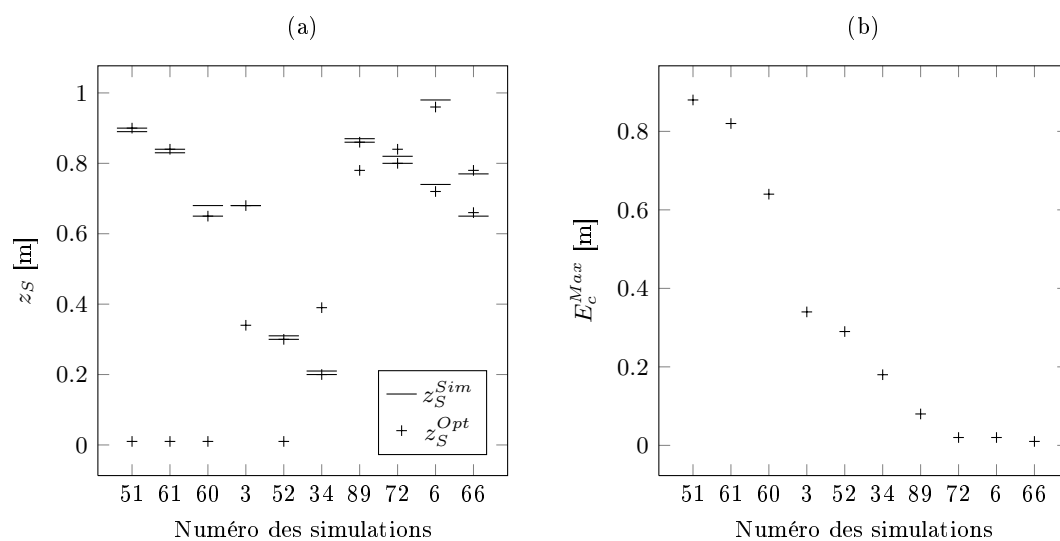 (a)
1
0.8
0.6
0.4
0.2
0
z_S [m]
z_S^{Sim}
z_S^{Opt}
51 61 60 3 52 34 89 72 6 66
Numéro des simulations
(b)
0.8
0.6
0.4
0.2
0
E_c^{Max} [m]
51 61 60 3 52 34 89 72 6 66
Numéro des simulations